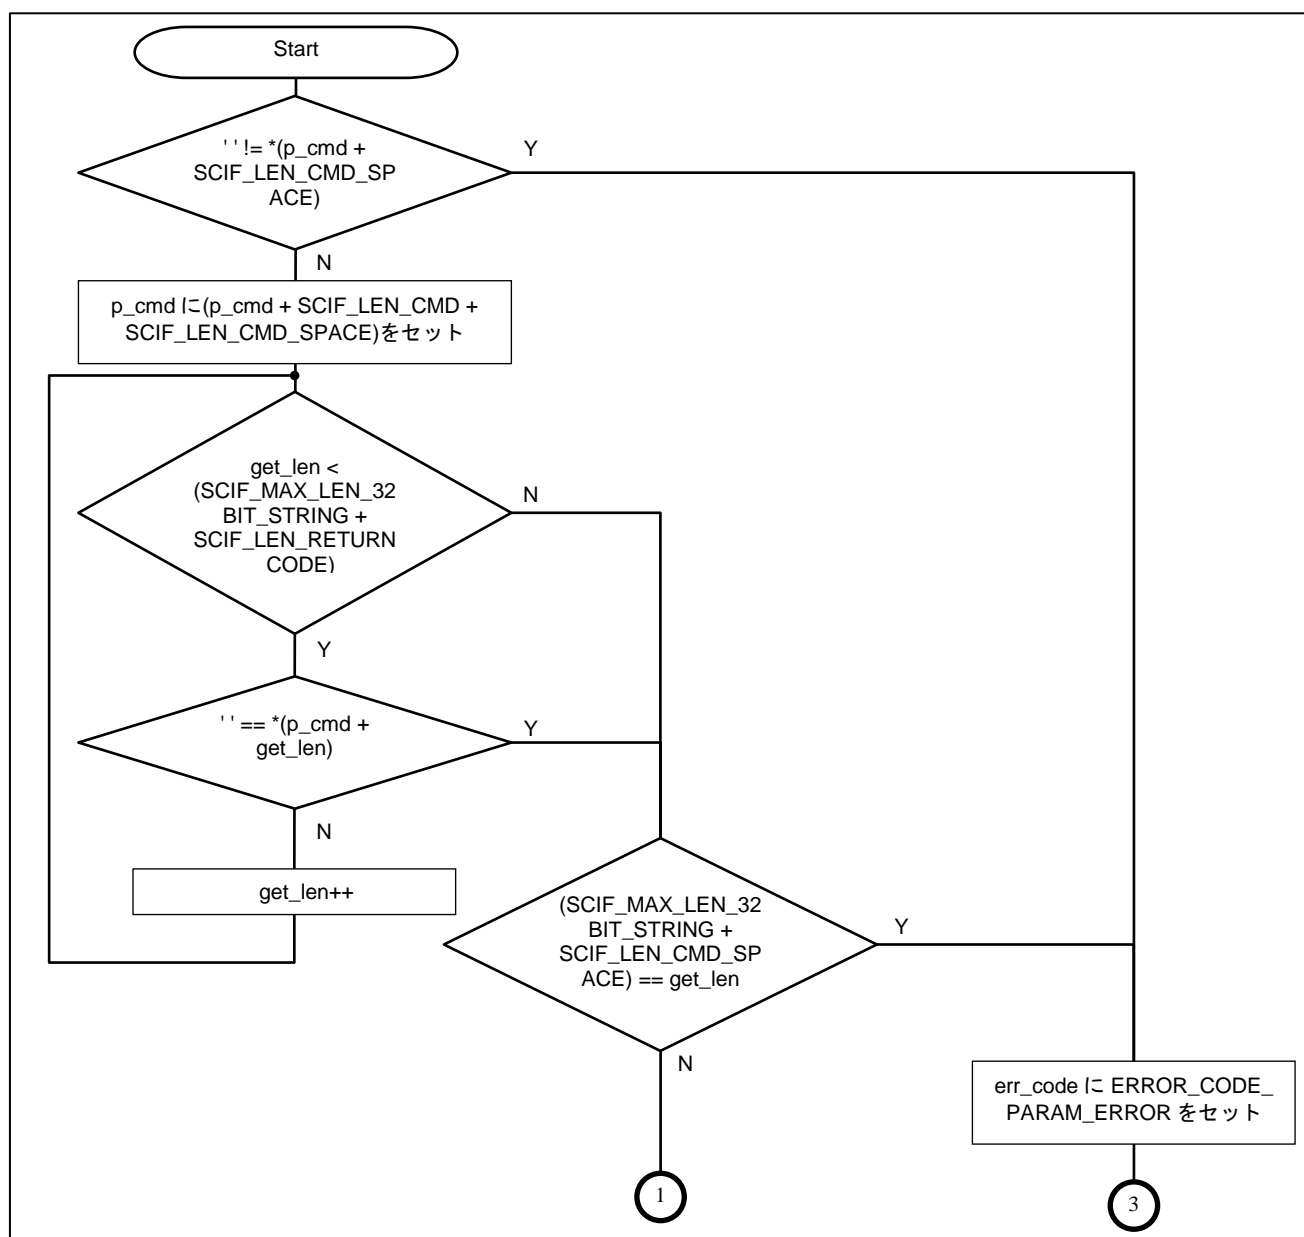 Start
' ' != *(p_cmd +
SCIF_LEN_CMD_SP
ACE)
Y
N
p_cmd に(p_cmd + SCIF_LEN_CMD +
SCIF_LEN_CMD_SPACE)をセット
get_len <
(SCIF_MAX_LEN_32
BIT_STRING +
SCIF_LEN_RETURN
CODE)
N
Y
' ' == *(p_cmd +
get_len)
Y
N
get_len++
(SCIF_MAX_LEN_32
BIT_STRING +
SCIF_LEN_CMD_SP
ACE) == get_len
Y
N
err_code に ERROR_CODE_
PARAM_ERROR をセット
1
3